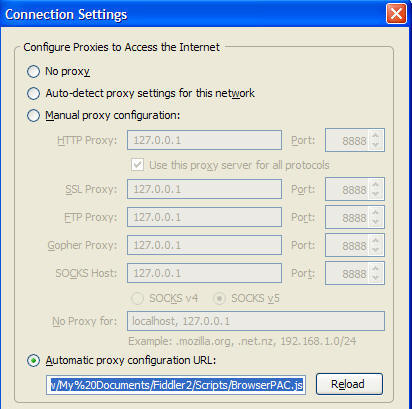 Connection Settings
Configure Proxies to Access the Internet
No proxy
Auto-detect proxy settings for this network
Manual proxy configuration:
HTTP Proxy: 127.0.0.1 Port: 8888
Use this proxy server for all protocols
SSL Proxy: 127.0.0.1 Port: 8888
FTP Proxy: 127.0.0.1 Port: 8888
Gopher Proxy: 127.0.0.1 Port: 8888
SOCKS Host: 127.0.0.1 Port: 8888
SOCKS v4 SOCKS v5
No Proxy for: localhost, 127.0.0.1
Example: .mozilla.org, .net.nz, 192.168.1.0/24
Automatic proxy configuration URL:
/My%20Documents/Fiddler2/Scripts/BrowserPAC.js Reload